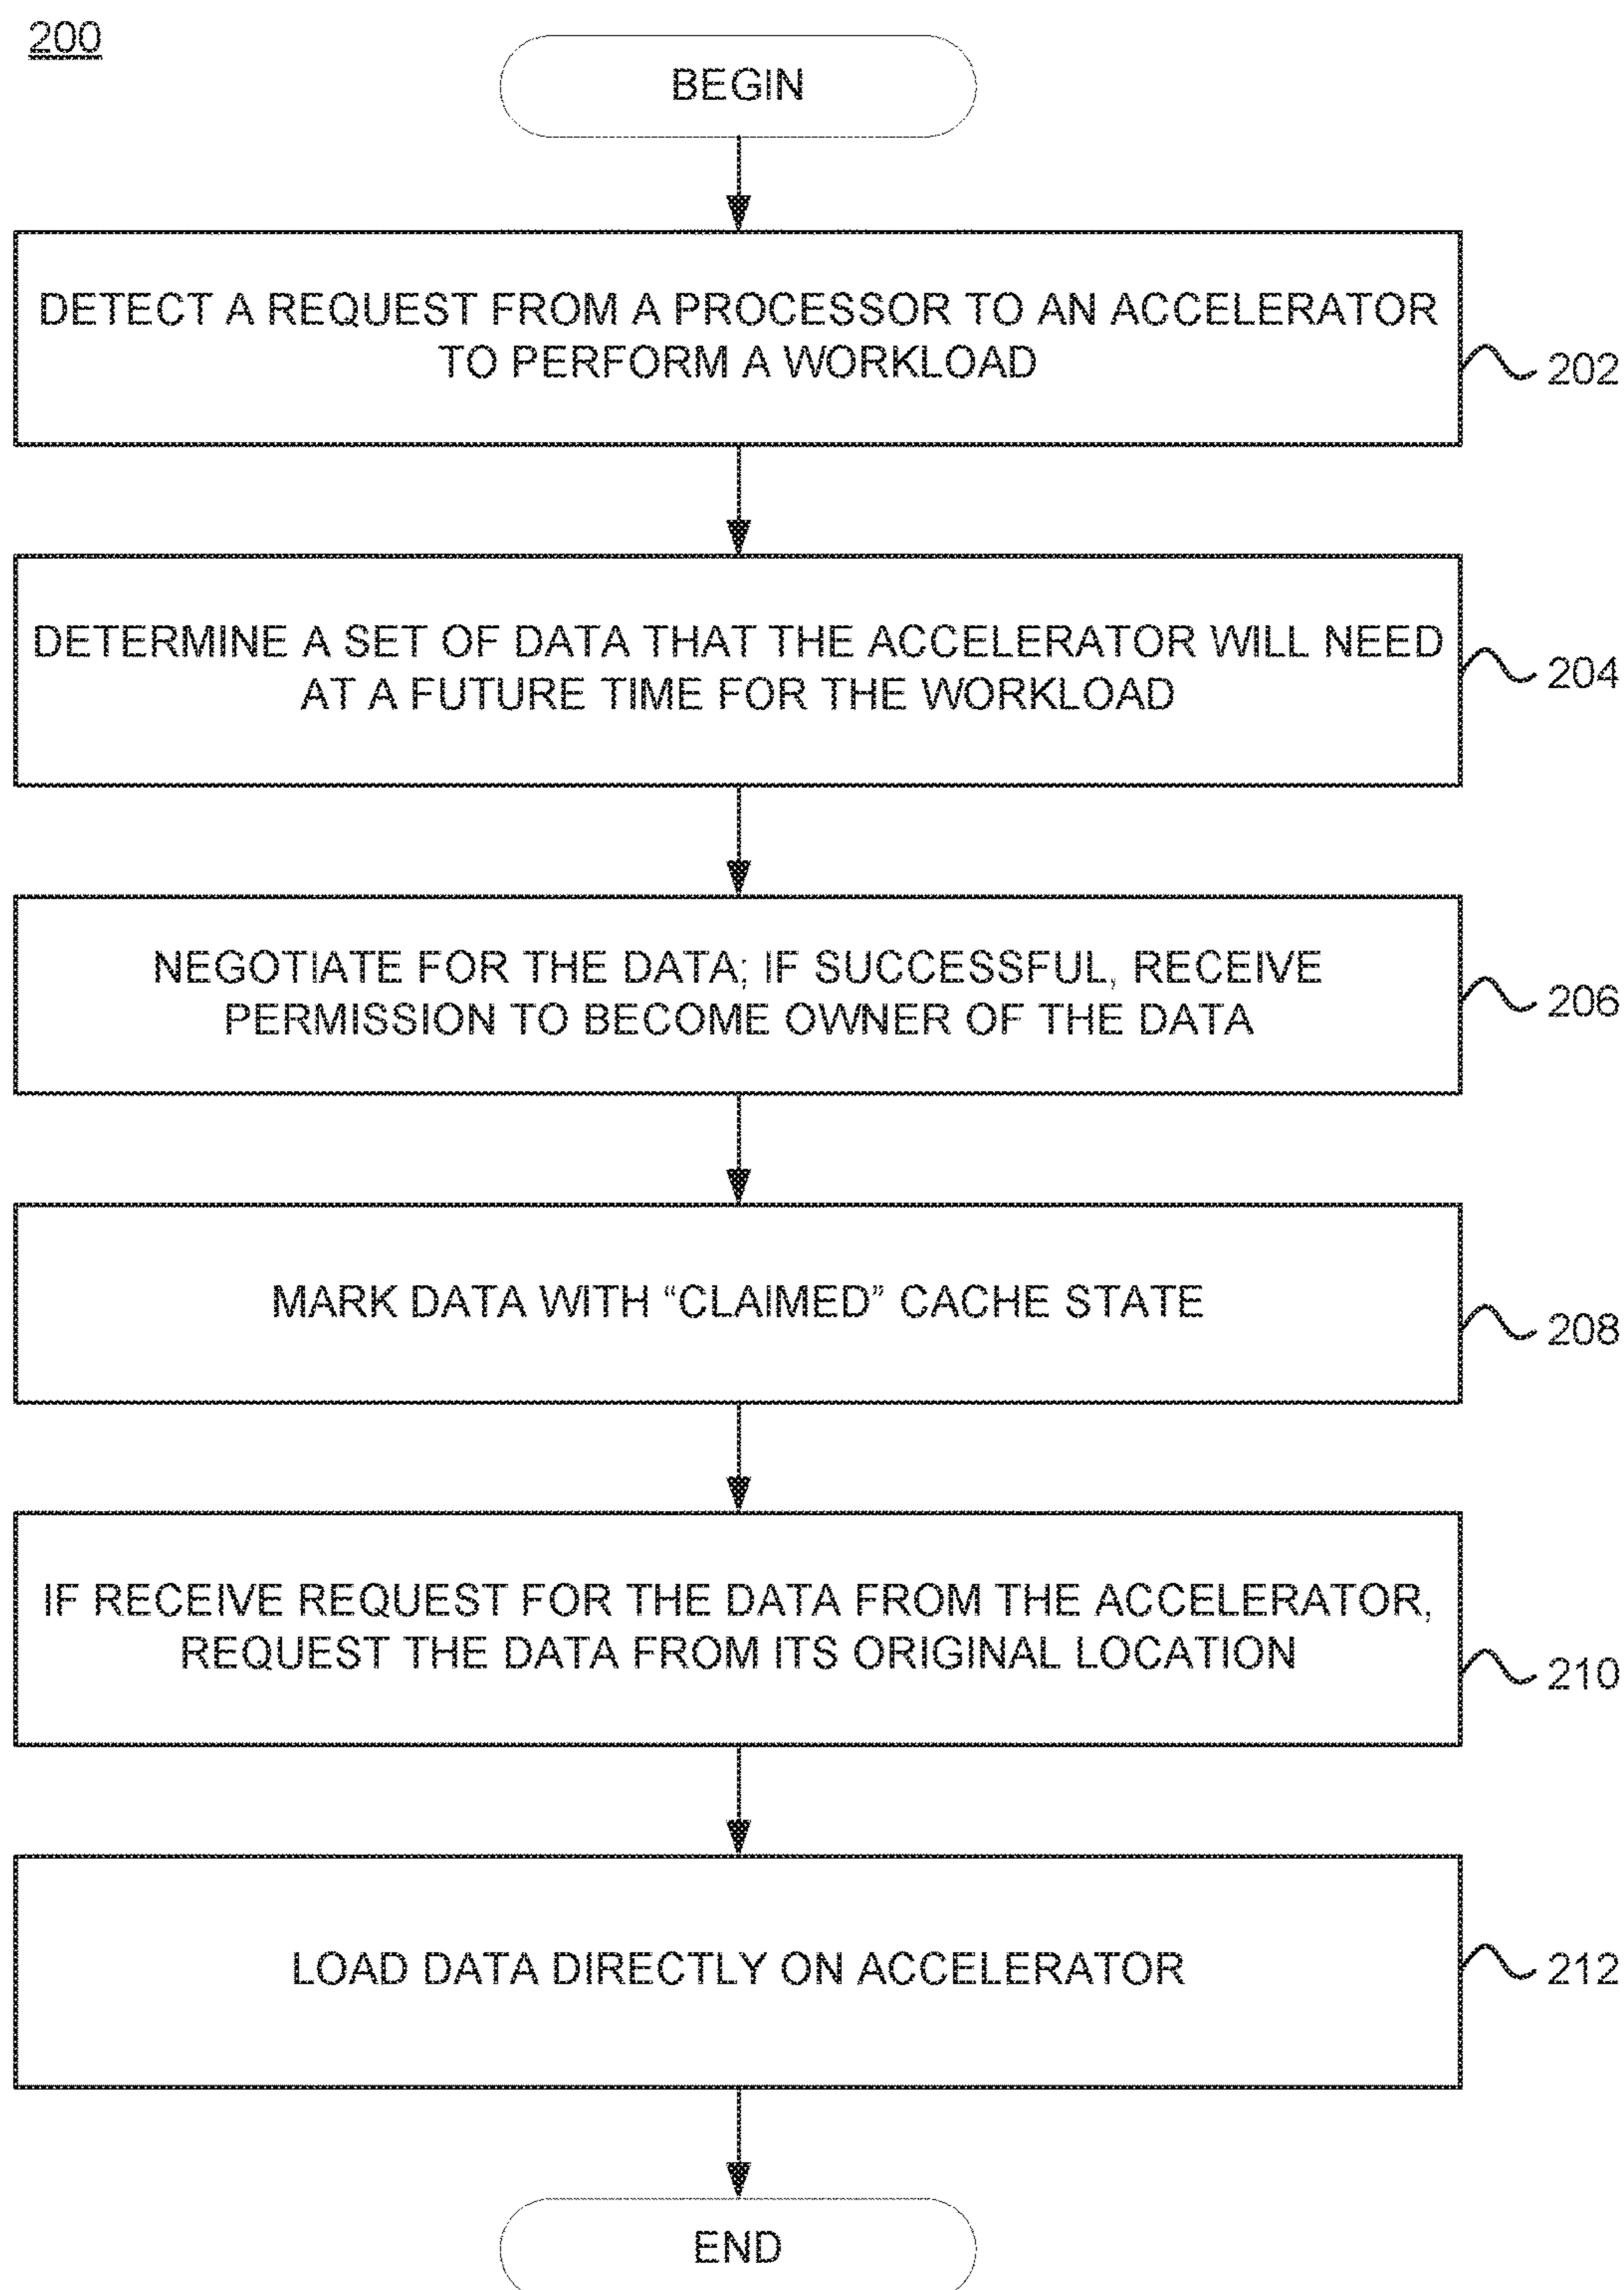 200
BEGIN
DETECT A REQUEST FROM A PROCESSOR TO AN ACCELERATOR
TO PERFORM A WORKLOAD
202
DETERMINE A SET OF DATA THAT THE ACCELERATOR WILL NEED
AT A FUTURE TIME FOR THE WORKLOAD
204
NEGOTIATE FOR THE DATA; IF SUCCESSFUL, RECEIVE
PERMISSION TO BECOME OWNER OF THE DATA
206
MARK DATA WITH “CLAIMED” CACHE STATE
208
IF RECEIVE REQUEST FOR THE DATA FROM THE ACCELERATOR,
REQUEST THE DATA FROM ITS ORIGINAL LOCATION
210
LOAD DATA DIRECTLY ON ACCELERATOR
212
END